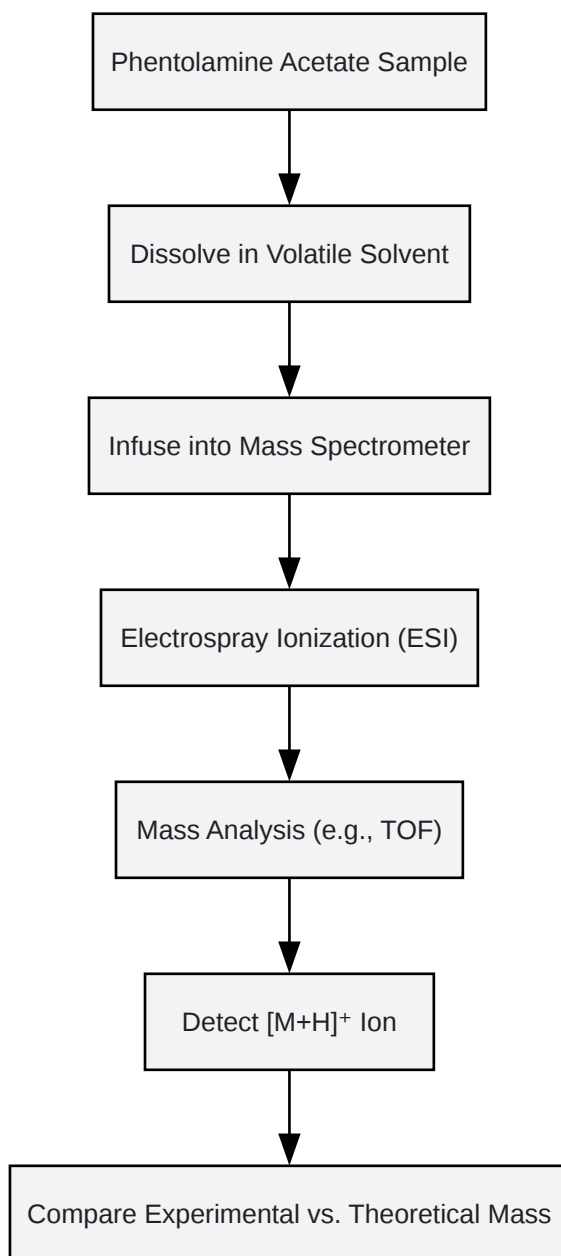 Phentolamine Acetate Sample
Dissolve in Volatile Solvent
Infuse into Mass Spectrometer
Electrospray Ionization (ESI)
Mass Analysis (e.g., TOF)
Detect [M+H]⁺ Ion
Compare Experimental vs. Theoretical Mass